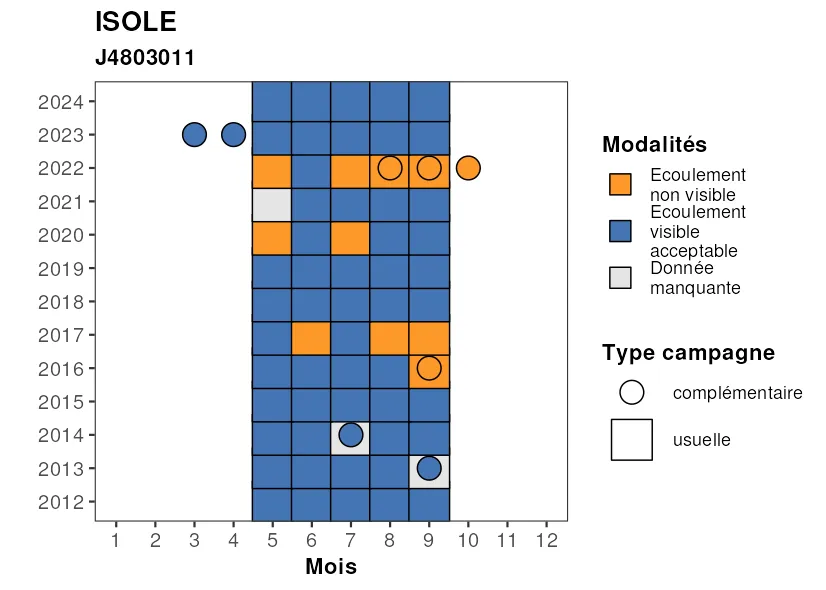 ISOLE
J4803011
2024
2023
2022
2021
2020
2019
2018
2017
2016
2015
2014
2013
2012
1 2 3 4 5 6 7 8 9 10 11 12
Mois
Modalités
Ecoulement
non visible
Ecoulement
visible
acceptable
Donnée
manquante
Type campagne
complémentaire
usuelle